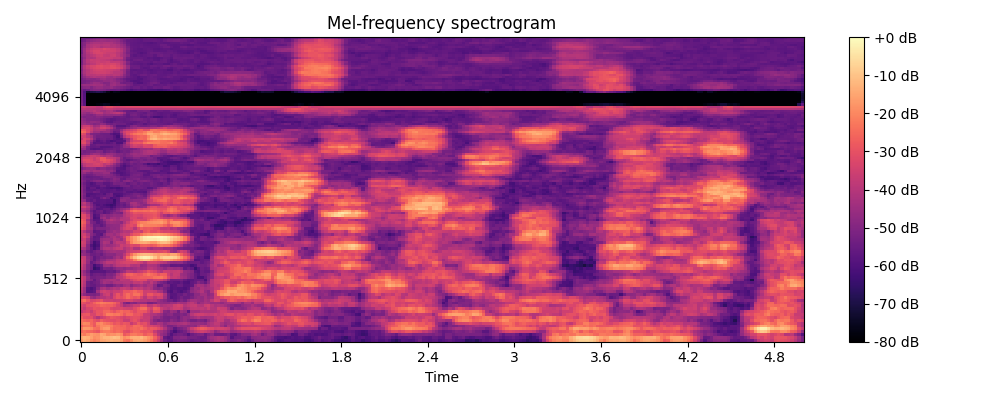 Mel-frequency spectrogram
Hz
4096
2048
1024
512
0
0 0.6 1.2 1.8 2.4 3 3.6 4.2 4.8
Time
+0 dB
-10 dB
-20 dB
-30 dB
-40 dB
-50 dB
-60 dB
-70 dB
-80 dB